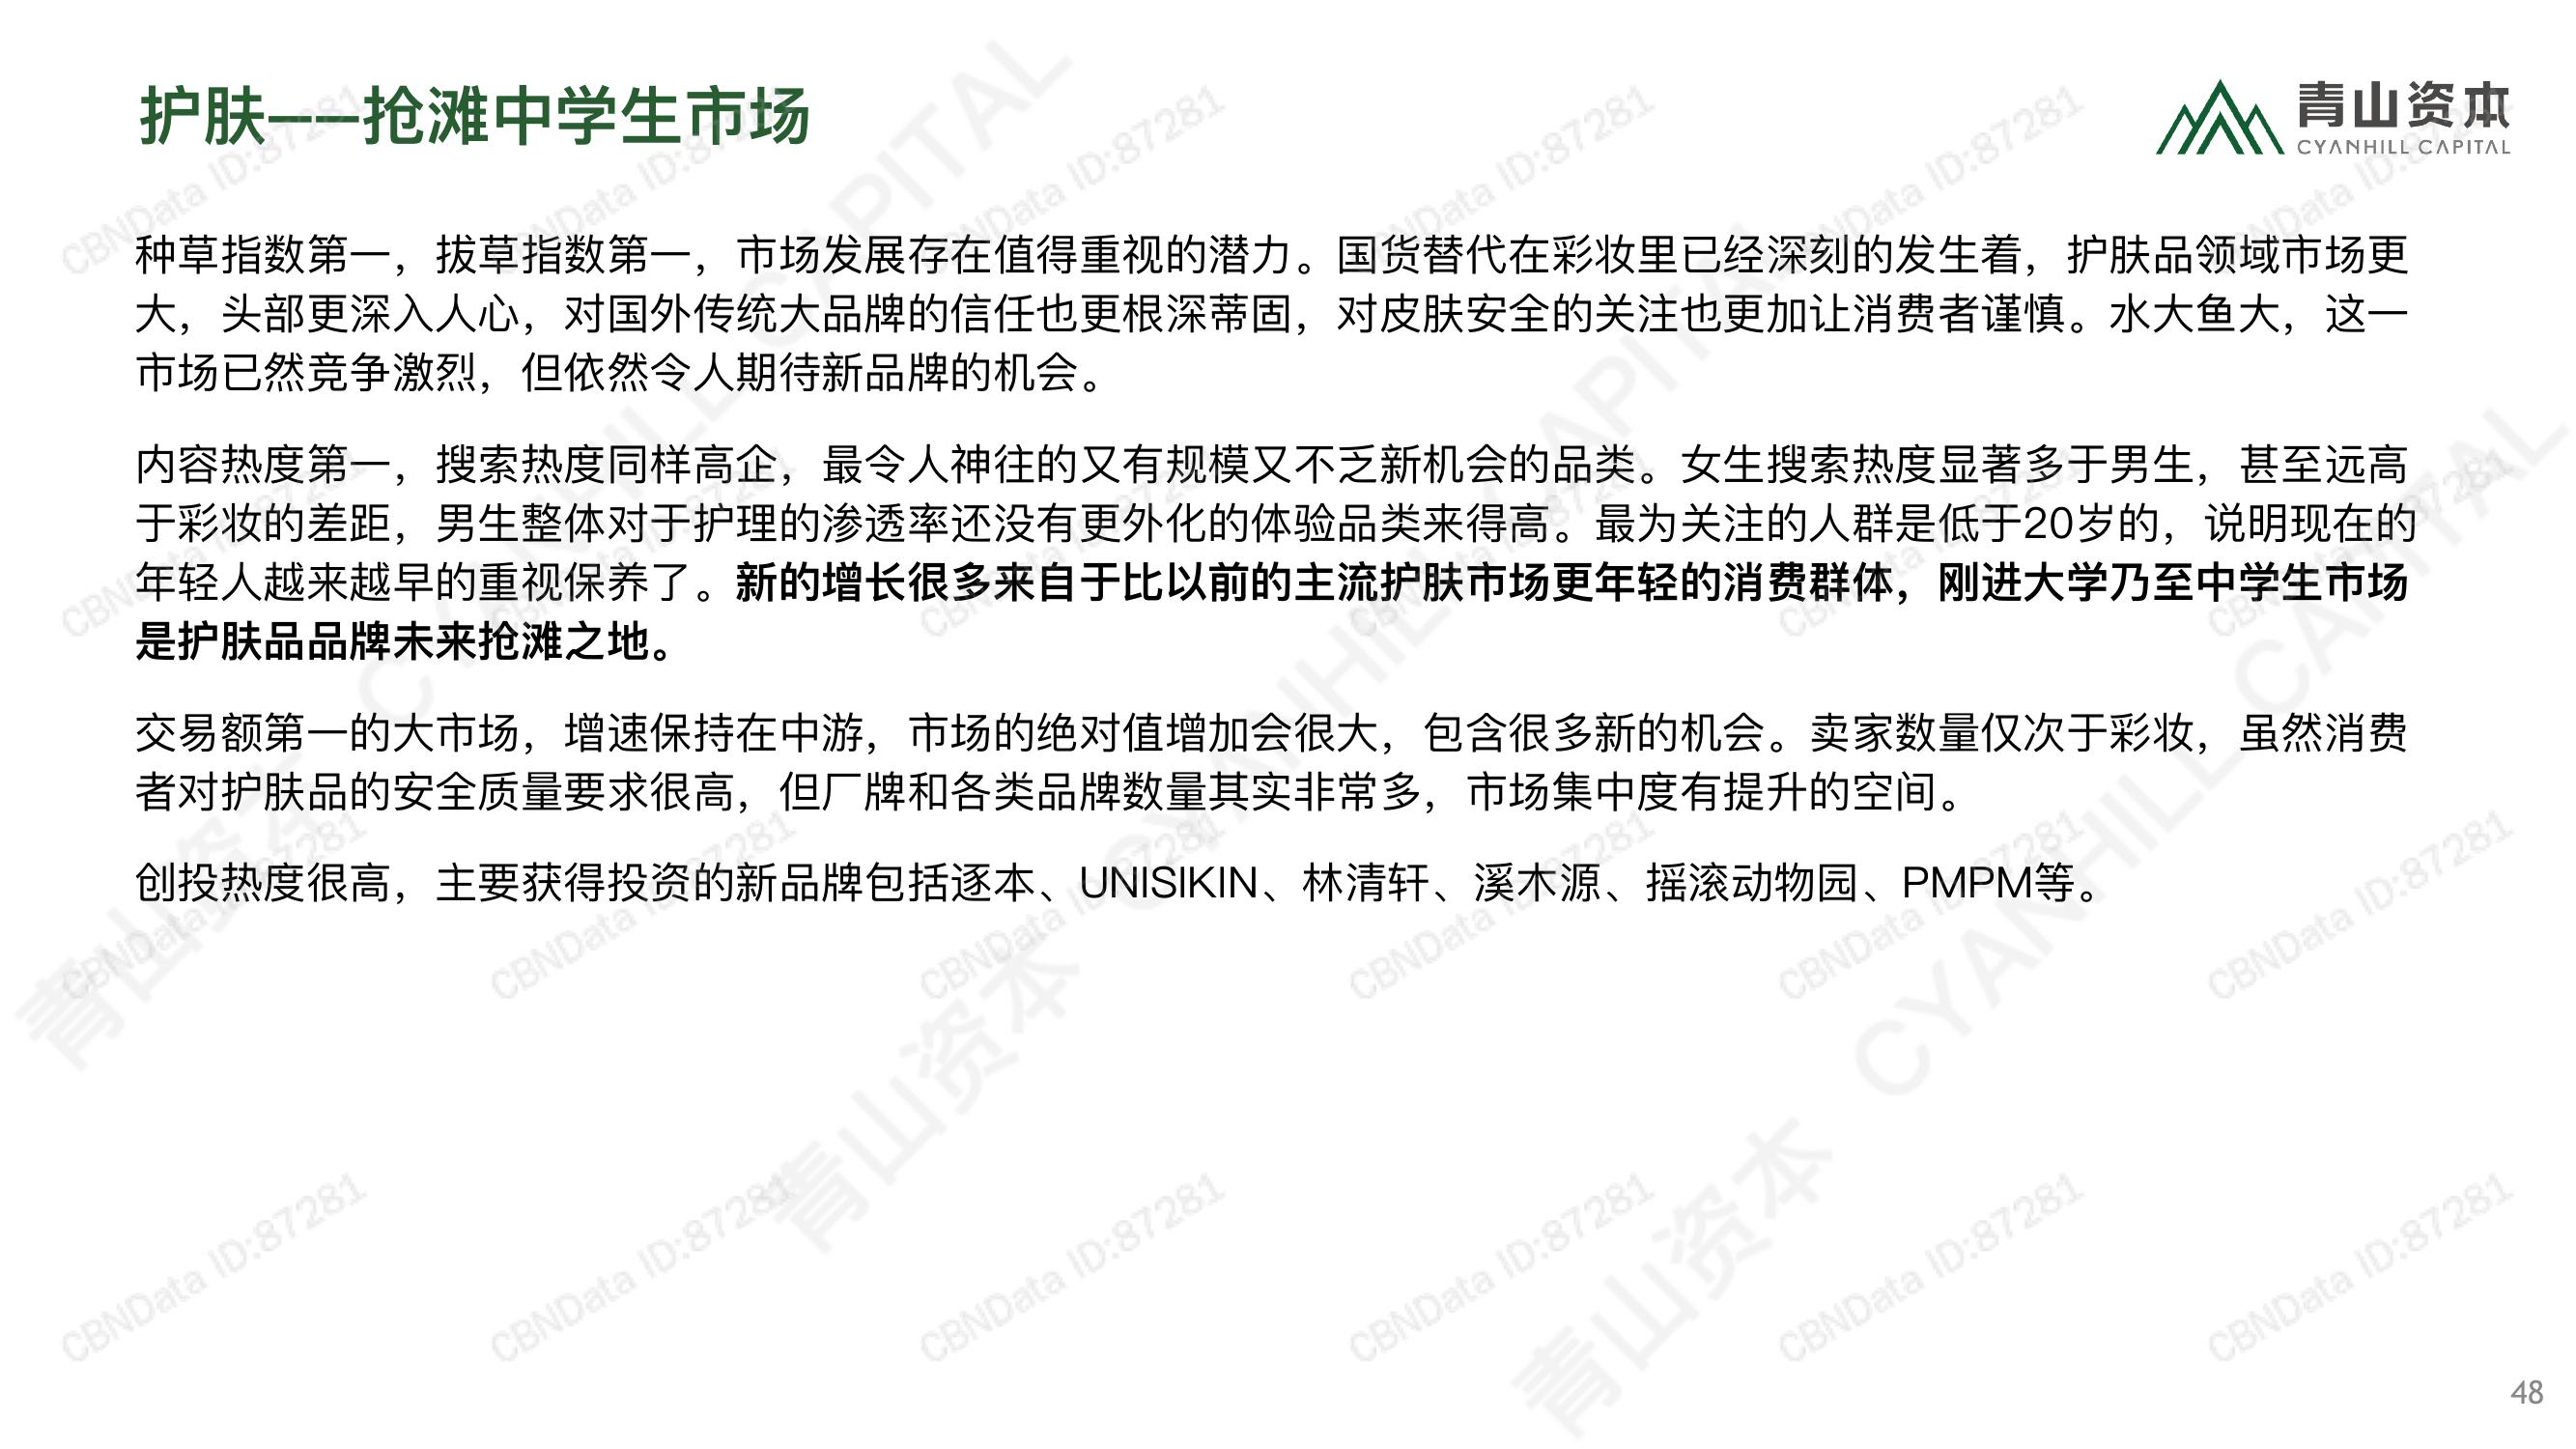 护肤——抢滩中学生市场
青山资本
CYANHILL CAPITAL
种草指数第一，拔草指数第一，市场发展存在值得重视的潜力。国货替代在彩妆里已经深刻的发生着，护肤品领域市场更
大，头部更深入人心，对国外传统大品牌的信任也更根深蒂固，对皮肤安全的关注也更加让消费者谨慎。水大鱼大，这一
市场已然竞争激烈，但依然令人期待新品牌的机会。
内容热度第一，搜索热度同样高企，最令人神往的又有规模又不乏新机会的品类。女生搜索热度显著多于男生，甚至远高
于彩妆的差距，男生整体对于护理的渗透率还没有更外化的体验品类来得高。最为关注的人群是低于20岁的，说明现在的
年轻人越来越早的重视保养了。新的增长很多来自于比以前的主流护肤市场更年轻的消费群体，刚进大学乃至中学生市场
是护肤品品牌未来抢滩之地。
交易额第一的大市场，增速保持在中游，市场的绝对值增加会很大，包含很多新的机会。卖家数量仅次于彩妆，虽然消费
者对护肤品的安全质量要求很高，但厂牌和各类品牌数量其实非常多，市场集中度有提升的空间。
创投热度很高，主要获得投资的新品牌包括逐本、UNISIKIN、林清轩、溪木源、摇滚动物园、PMPM等。
CBNData ID:87281
青山资本 CYANHILL CAPITAL
48